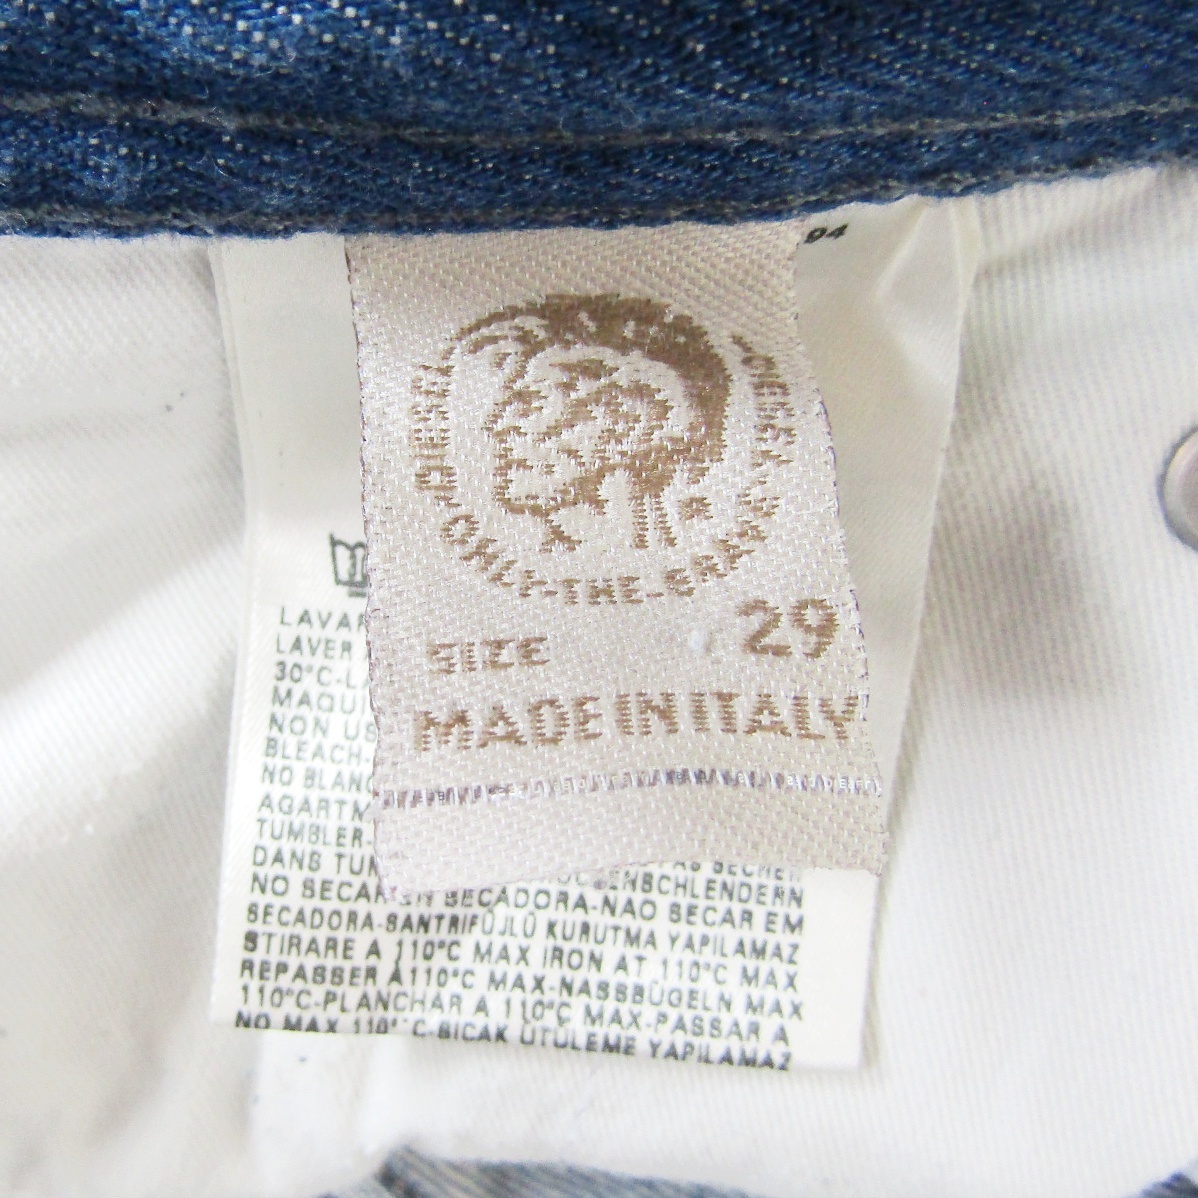 94
DIESEL
ONLY-THE-BRAVE
SIZE 29
MADE IN ITALY
LAVAR
LAVER
30°C-L
MAQUI
NON US
BLEACH-
NO BLANC
AGARTM
TUMBLER-
DANS TUM
NO SECAR EN SECADORA-NAO SECAR EM
SECADORA-SANTRIFÜJLÜ KURUTMA YAPILAMAZ
STIRARE A 110°C MAX IRON AT 110°C MAX
REPASSER À 110°C MAX-NASSBÜGELN MAX
110°C-PLANCHAR A 110°C MAX-PASSAR A
NO MAX 110°C-SICAK ÜTÜLEME YAPILAMAZ